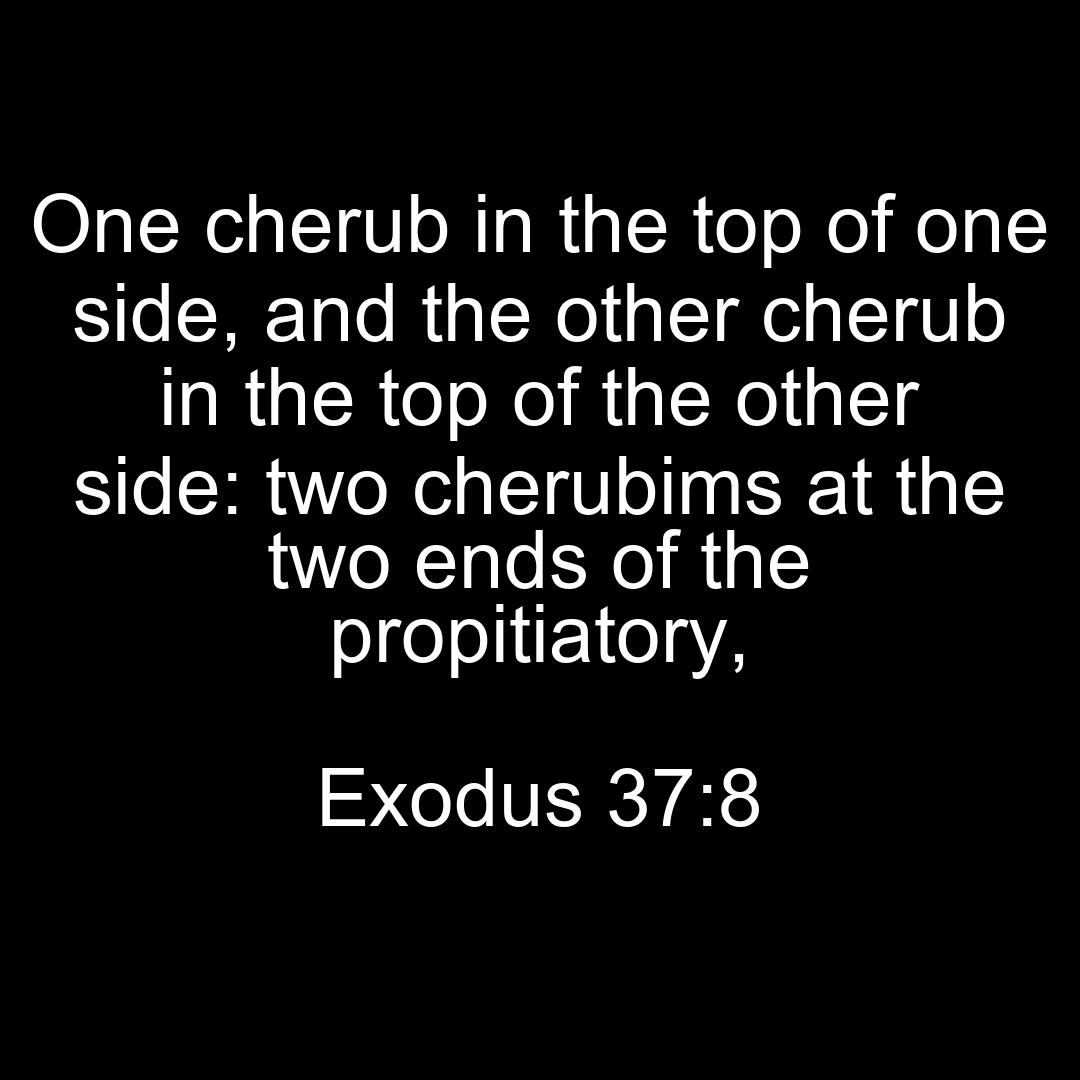 One cherub in the top of one
side, and the other cherub
in the top of the other
side: two cherubims at the
two ends of the
propitiatory,
Exodus 37:8